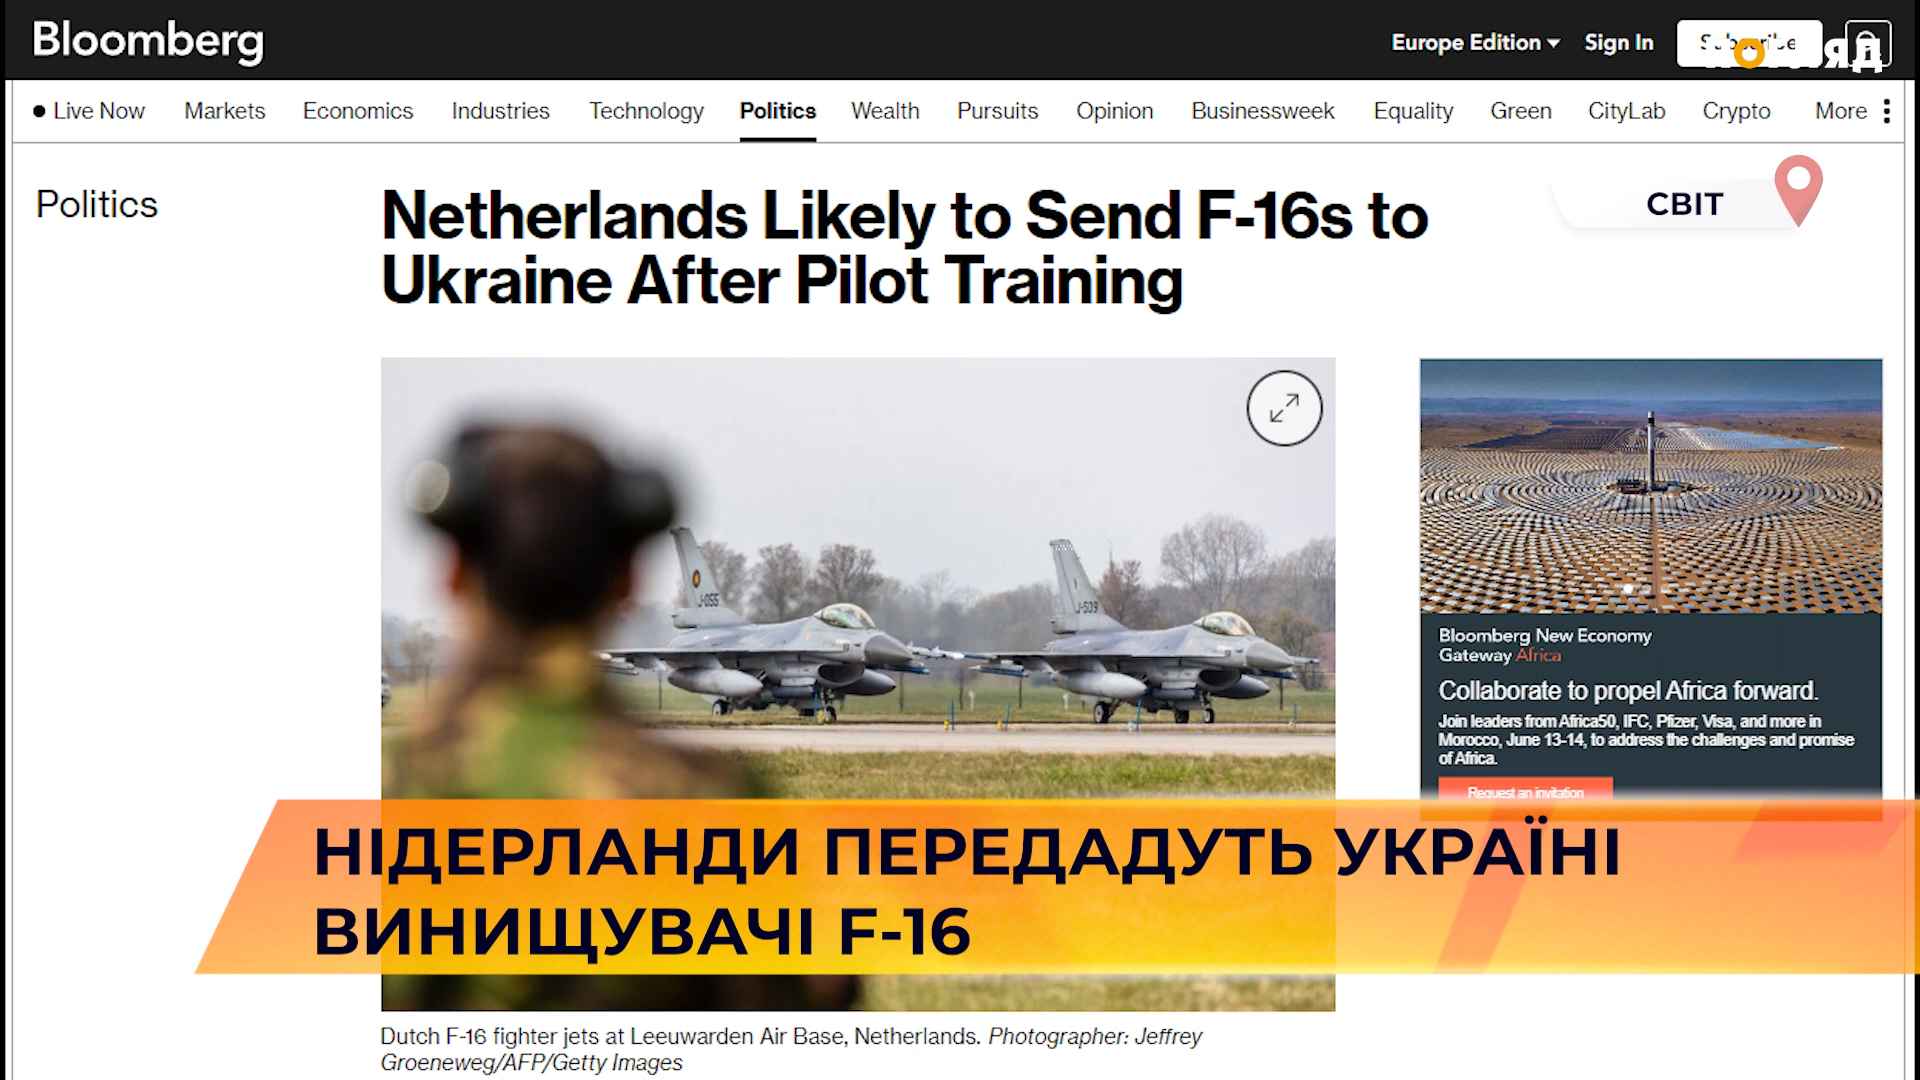 Bloomberg
Europe Edition Sign In
Live Now Markets Economics Industries Technology Politics Wealth Pursuits Opinion Businessweek Equality Green CityLab Crypto More
Politics
СВІТ
Netherlands Likely to Send F-16s to
Ukraine After Pilot Training
J-055
J-509
Bloomberg New Economy
Gateway Africa
Collaborate to propel Africa forward.
Join leaders from Africa50, IFC, Pfizer, Visa, and more in
Morocco, June 13-14, to address the challenges and promise
of Africa.
Request an invitation
НІДЕРЛАНДИ ПЕРЕДАДУТЬ УКРАЇНІ
ВИНИЩУВАЧІ F-16
Dutch F-16 fighter jets at Leeuwarden Air Base, Netherlands. Photographer: Jeffrey
Groeneweg/AFP/Getty Images